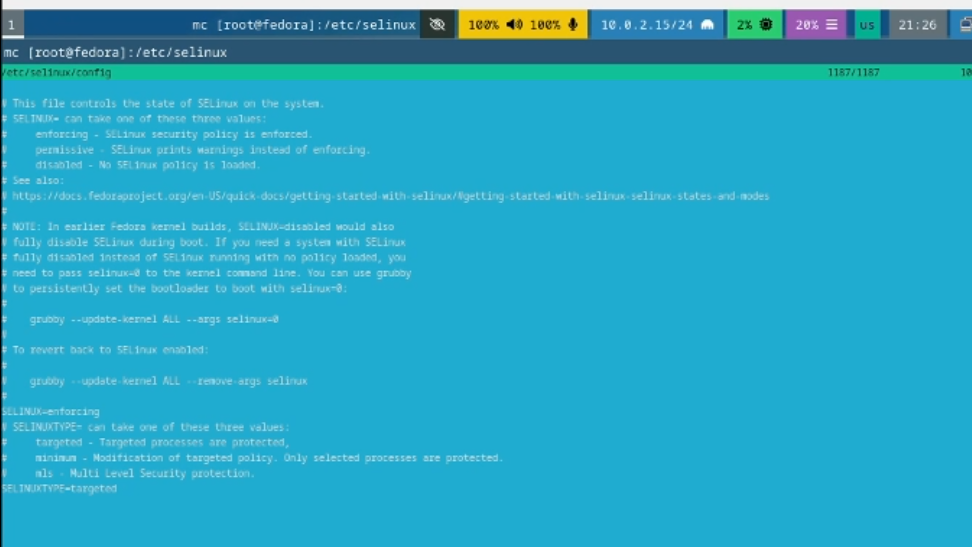 1 mc [root@fedora]:/etc/selinux 100% 100% 10.0.2.15/24 2% 20% us 21:26
mc [root@fedora]:/etc/selinux
/etc/selinux/config 1187/1187 10
# This file controls the state of SELinux on the system.
# SELINUX= can take one of these three values:
#     enforcing - SELinux security policy is enforced.
#     permissive - SELinux prints warnings instead of enforcing.
#     disabled - No SELinux policy is loaded.
# See also:
# https://docs.fedoraproject.org/en-US/quick-docs/getting-started-with-selinux/#getting-started-with-selinux-selinux-states-and-modes
#
# NOTE: In earlier Fedora kernel builds, SELINUX=disabled would also
# fully disable SELinux during boot. If you need a system with SELinux
# fully disabled instead of SELinux running with no policy loaded, you
# need to pass selinux=0 to the kernel command line. You can use grubby
# to persistently set the bootloader to boot with selinux=0:
#
#    grubby --update-kernel ALL --args selinux=0
#
# To revert back to SELinux enabled:
#
#    grubby --update-kernel ALL --remove-args selinux
#
SELINUX=enforcing
# SELINUXTYPE= can take one of these three values:
#     targeted - Targeted processes are protected,
#     minimum - Modification of targeted policy. Only selected processes are protected.
#     mls - Multi Level Security protection.
SELINUXTYPE=targeted